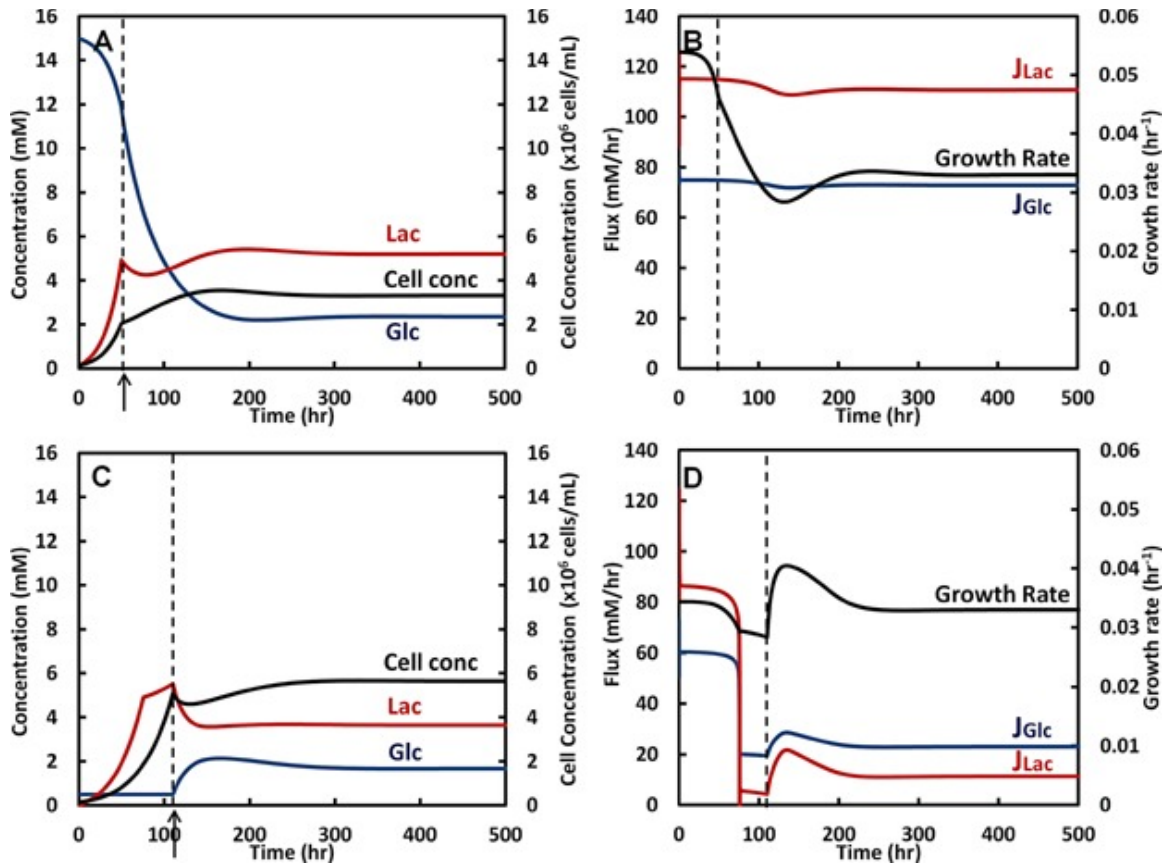 A
Concentration (mM)
16
14
12
10
8
6
4
2
0
Lac
Cell conc
Glc
16
14
12
10
8
6
4
2
0
Cell Concentration (x10⁶ cells/mL)
0 100 200 300 400 500
Time (hr)
B
Flux (mM/hr)
140
120
100
80
60
40
20
0
JLac
Growth Rate
JGlc
0.06
0.05
0.04
0.03
0.02
0.01
0
Growth rate (hr⁻¹)
0 100 200 300 400 500
Time (hr)
C
Concentration (mM)
16
14
12
10
8
6
4
2
0
Cell conc
Lac
Glc
16
14
12
10
8
6
4
2
0
Cell Concentration (x10⁶ cells/mL)
0 100 200 300 400 500
Time (hr)
D
Flux (mM/hr)
140
120
100
80
60
40
20
0
Growth Rate
JGlc
JLac
0.06
0.05
0.04
0.03
0.02
0.01
0
Growth rate (hr⁻¹)
0 100 200 300 400 500
Time (hr)